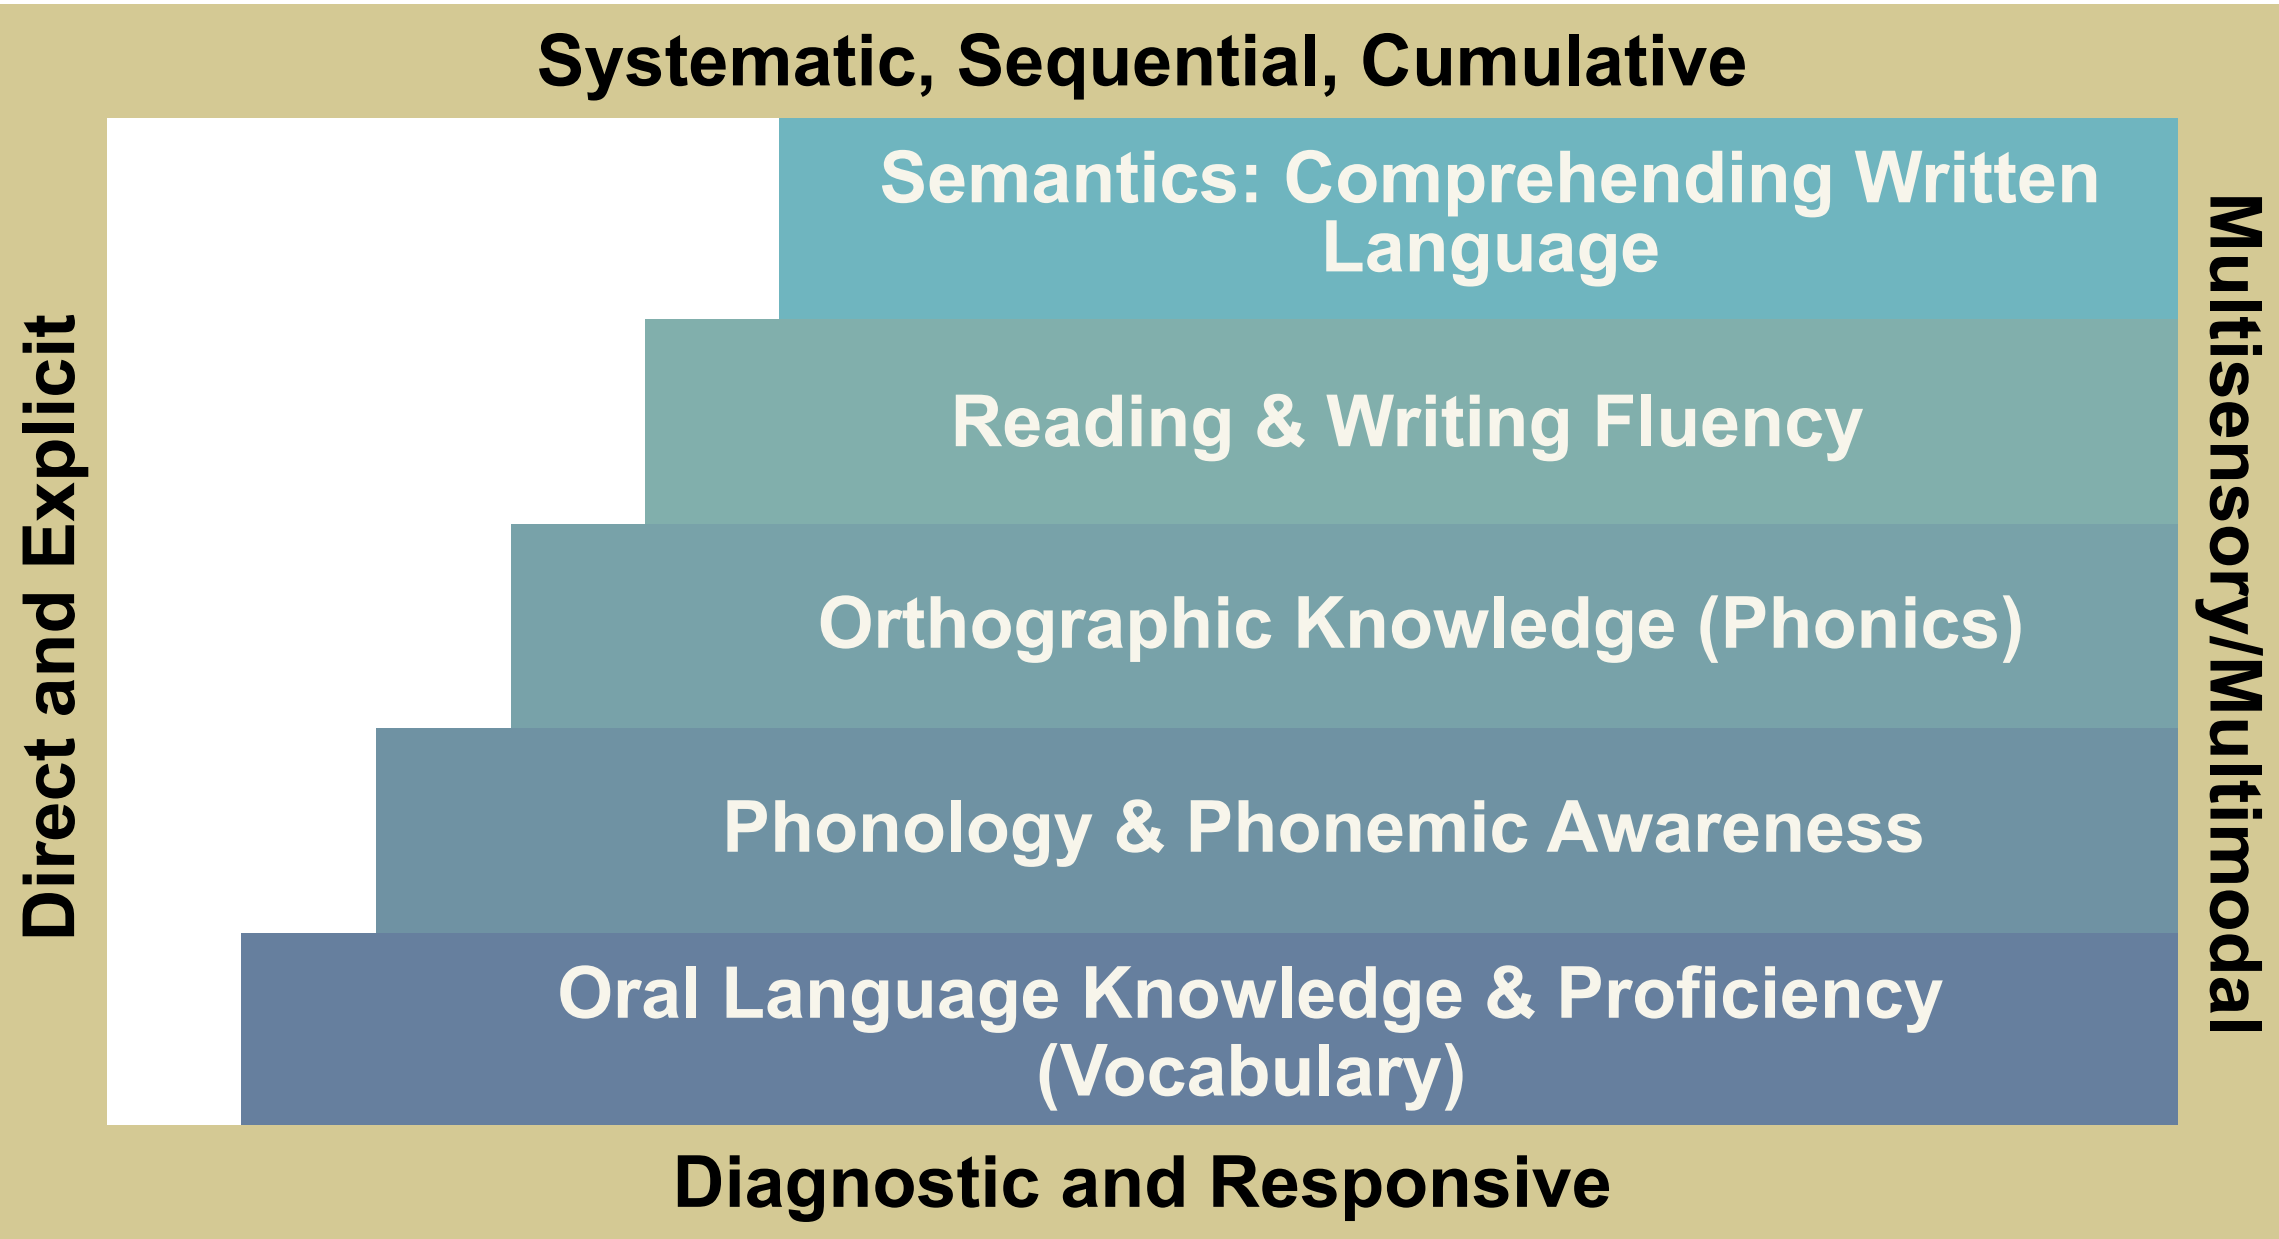 Systematic, Sequential, Cumulative
Direct and Explicit
Semantics: Comprehending Written
Language
Reading & Writing Fluency
Orthographic Knowledge (Phonics)
Phonology & Phonemic Awareness
Oral Language Knowledge & Proficiency
(Vocabulary)
Multisensory/Multimodal
Diagnostic and Responsive